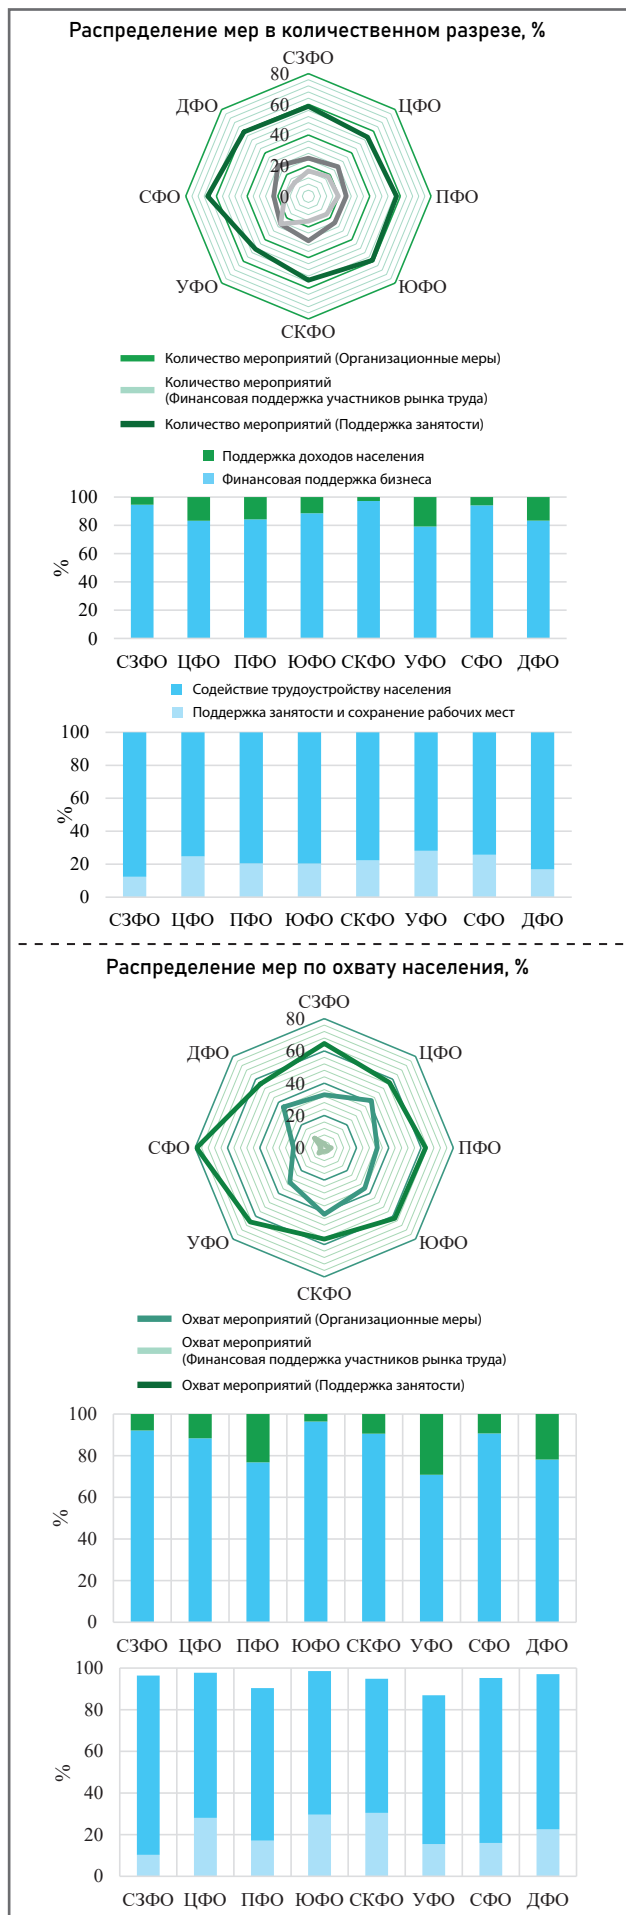 Распределение мер в количественном разрезе, %
СЗФО
80
ДФО
ЦФО
60
40
20
СФО
0
ПФО
УФО
ЮФО
СКФО
Количество мероприятий (Организационные меры)
Количество мероприятий
(Финансовая поддержка участников рынка труда)
Количество мероприятий (Поддержка занятости)
Поддержка доходов населения
Финансовая поддержка бизнеса
100
80
60
40
20
0
%
СЗФО ЦФО ПФО ЮФО СКФО УФО СФО ДФО
Содействие трудоустройству населения
Поддержка занятости и сохранение рабочих мест
100
80
60
40
20
0
%
СЗФО ЦФО ПФО ЮФО СКФО УФО СФО ДФО
Распределение мер по охвату населения, %
СЗФО
80
ДФО
ЦФО
60
40
20
СФО
0
ПФО
УФО
ЮФО
СКФО
Охват мероприятий (Организационные меры)
Охват мероприятий
(Финансовая поддержка участников рынка труда)
Охват мероприятий (Поддержка занятости)
100
80
60
40
20
0
%
СЗФО ЦФО ПФО ЮФО СКФО УФО СФО ДФО
100
80
60
40
20
0
%
СЗФО ЦФО ПФО ЮФО СКФО УФО СФО ДФО